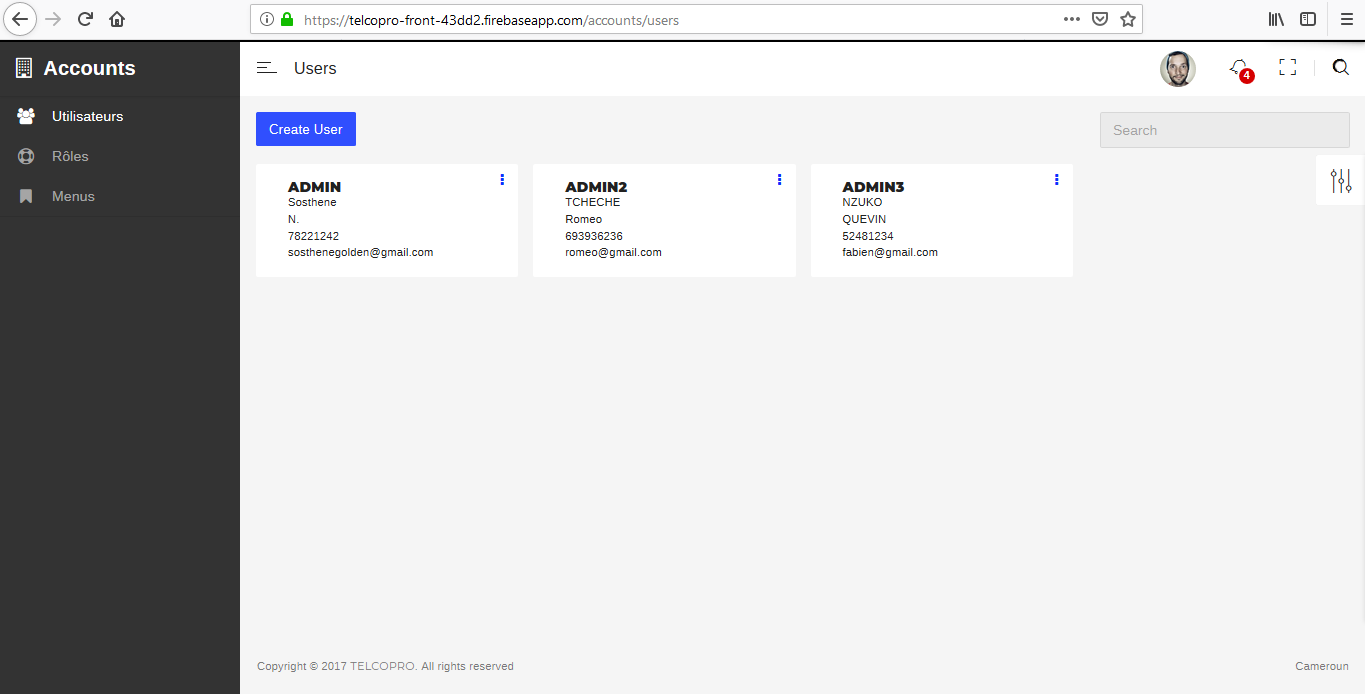 https://telcopro-front-43dd2.firebaseapp.com/accounts/users
Accounts
Users
4
Utilisateurs
Rôles
Menus
Create User
Search
ADMIN
Sosthene
N.
78221242
sosthenegolden@gmail.com
ADMIN2
TCHECHE
Romeo
693936236
romeo@gmail.com
ADMIN3
NZUKO
QUEVIN
52481234
fabien@gmail.com
Copyright © 2017 TELCOPRO. All rights reserved
Cameroun